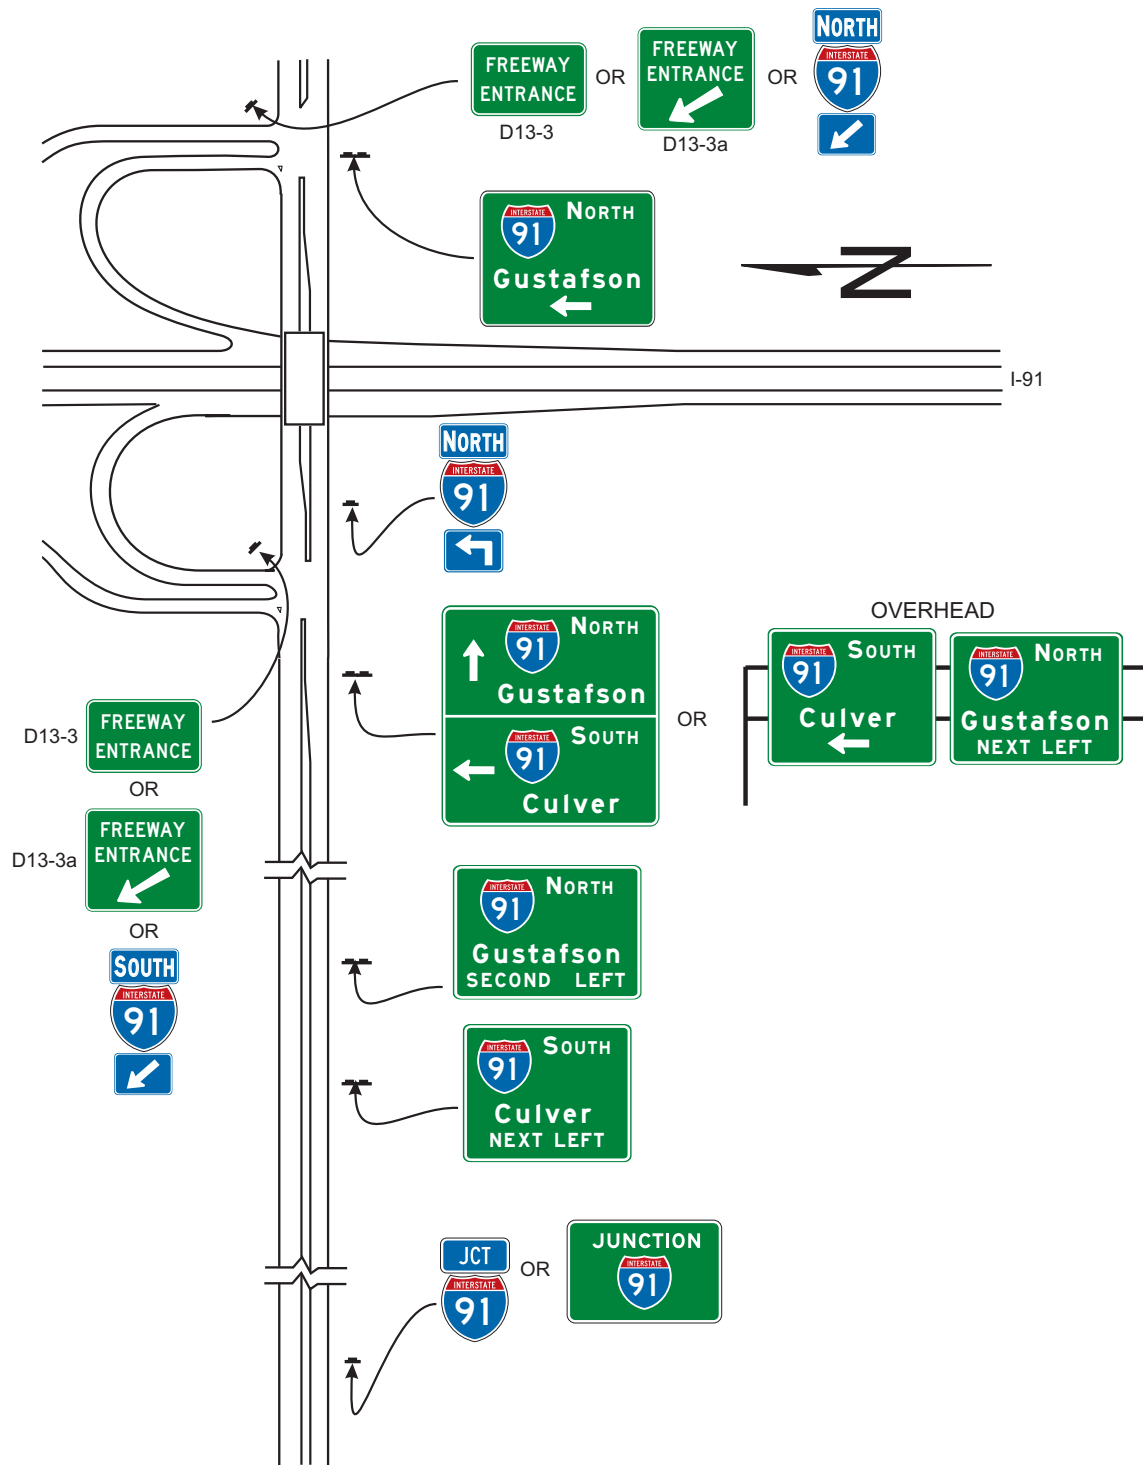 NORTH
INTERSTATE
91
FREEWAY
ENTRANCE
D13-3
OR
FREEWAY
ENTRANCE
D13-3a
OR
INTERSTATE
91
NORTH
Gustafson
N
I-91
NORTH
INTERSTATE
91
INTERSTATE
91
NORTH
Gustafson
INTERSTATE
91
SOUTH
Culver
OR
OVERHEAD
INTERSTATE
91
SOUTH
Culver
INTERSTATE
91
NORTH
Gustafson
NEXT LEFT
D13-3
FREEWAY
ENTRANCE
OR
D13-3a
FREEWAY
ENTRANCE
OR
SOUTH
INTERSTATE
91
INTERSTATE
91
NORTH
Gustafson
SECOND LEFT
INTERSTATE
91
SOUTH
Culver
NEXT LEFT
JCT
INTERSTATE
91
OR
JUNCTION
INTERSTATE
91